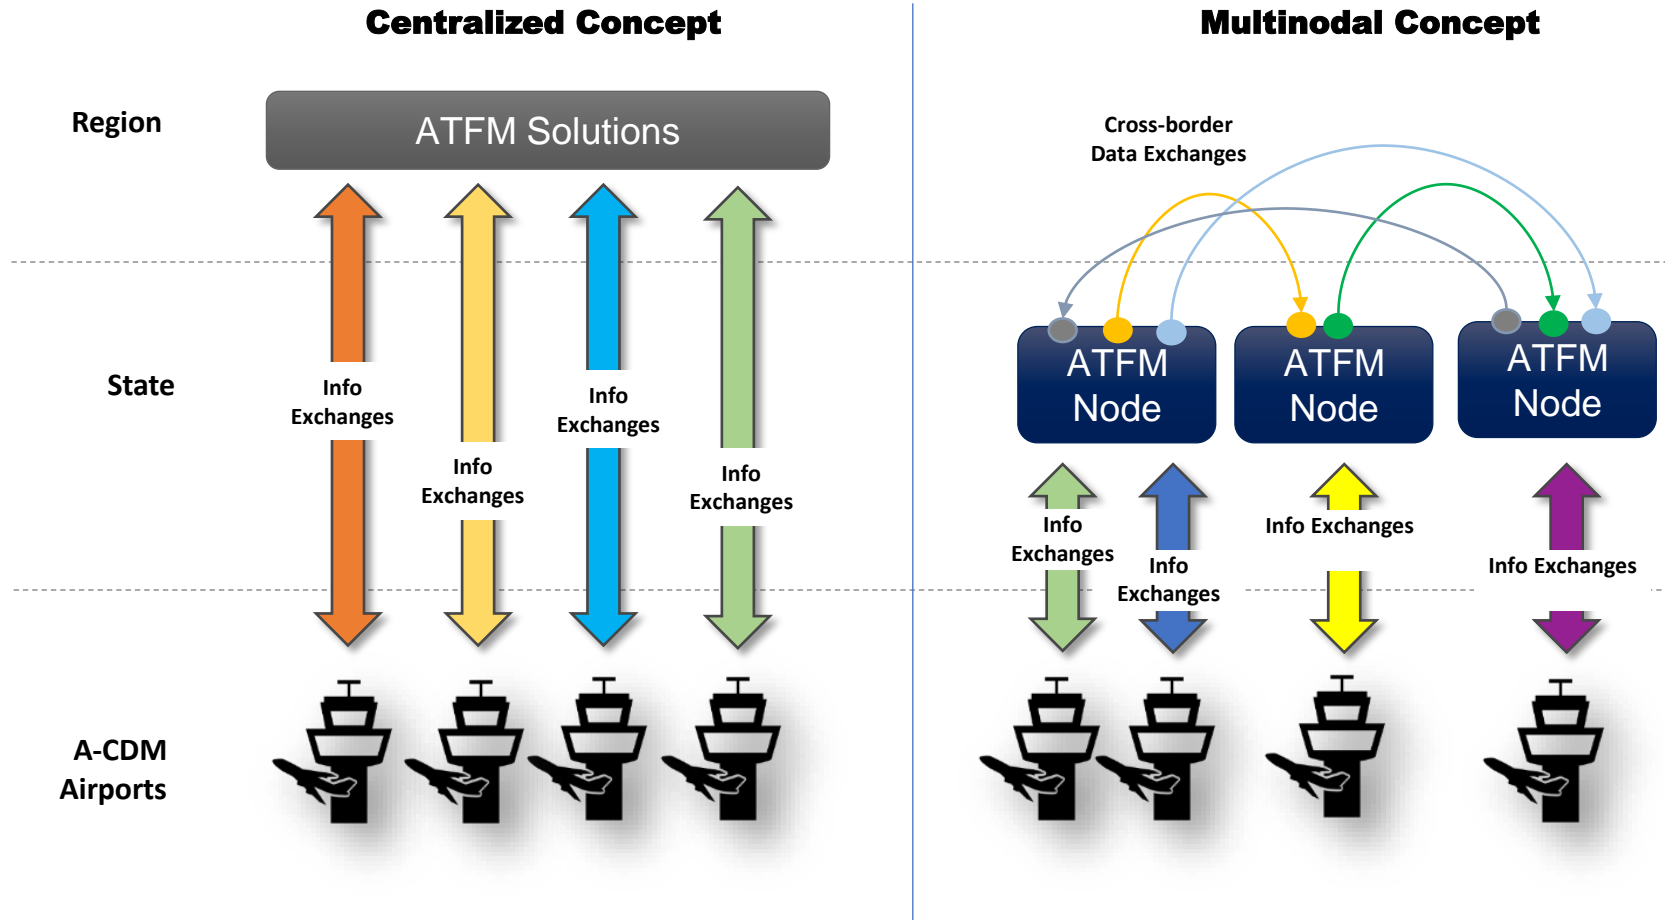 Centralized Concept
Multinodal Concept
Region
ATFM Solutions
Cross-border
Data Exchanges
State
Info
Exchanges
Info
Exchanges
Info
Exchanges
Info
Exchanges
ATFM
Node
ATFM
Node
ATFM
Node
Info
Exchanges
Info
Exchanges
Info Exchanges
Info Exchanges
A-CDM
Airports